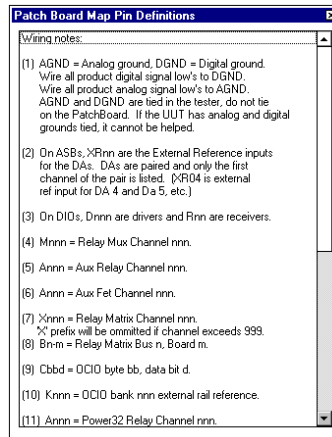 Patch Board Map Pin Definitions
Wiring notes:
(1) AGND = Analog ground, DGND = Digital ground.
Wire all product digital signal low's to DGND.
Wire all product analog signal low's to AGND.
AGND and DGND are tied in the tester, do not tie
on the PatchBoard. If the UUT has analog and digital
grounds tied, it cannot be helped.
(2) On ASBs, XRnn are the External Reference inputs
for the DAs. DAs are paired and only the first
channel of the pair is listed. (XR04 is external
ref input for DA 4 and Da 5, etc.)
(3) On DIOs, Dnnn are drivers and Rnn are receivers.
(4) Mnnn = Relay Mux Channel nnn.
(5) Annn = Aux Relay Channel nnn.
(6) Annn = Aux Fet Channel nnn.
(7) Xnnn = Relay Matrix Channel nnn.
'X' prefix will be ommitted if channel exceeds 999.
(8) Bn-m = Relay Matrix Bus n, Board m.
(9) Cbbd = OCIO byte bb, data bit d.
(10) Knnn = OCIO bank nnn external rail reference.
(11) Annn = Power32 Relay Channel nnn.